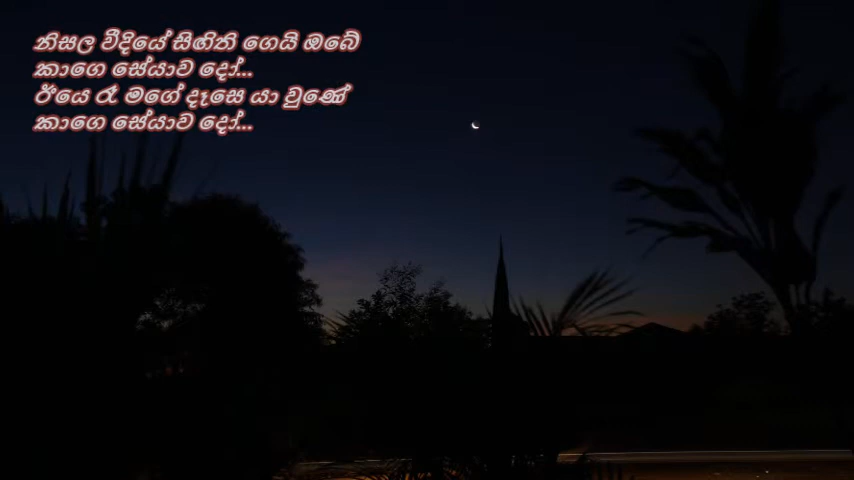 නිසල වීදියේ සිඟිති ගෙයි ඔබේ
කාගෙ සේයාව දෝ...
ඊයෙ රෑ මගේ දෑසෙ යා වුණේ
කාගෙ සේයාව දෝ...